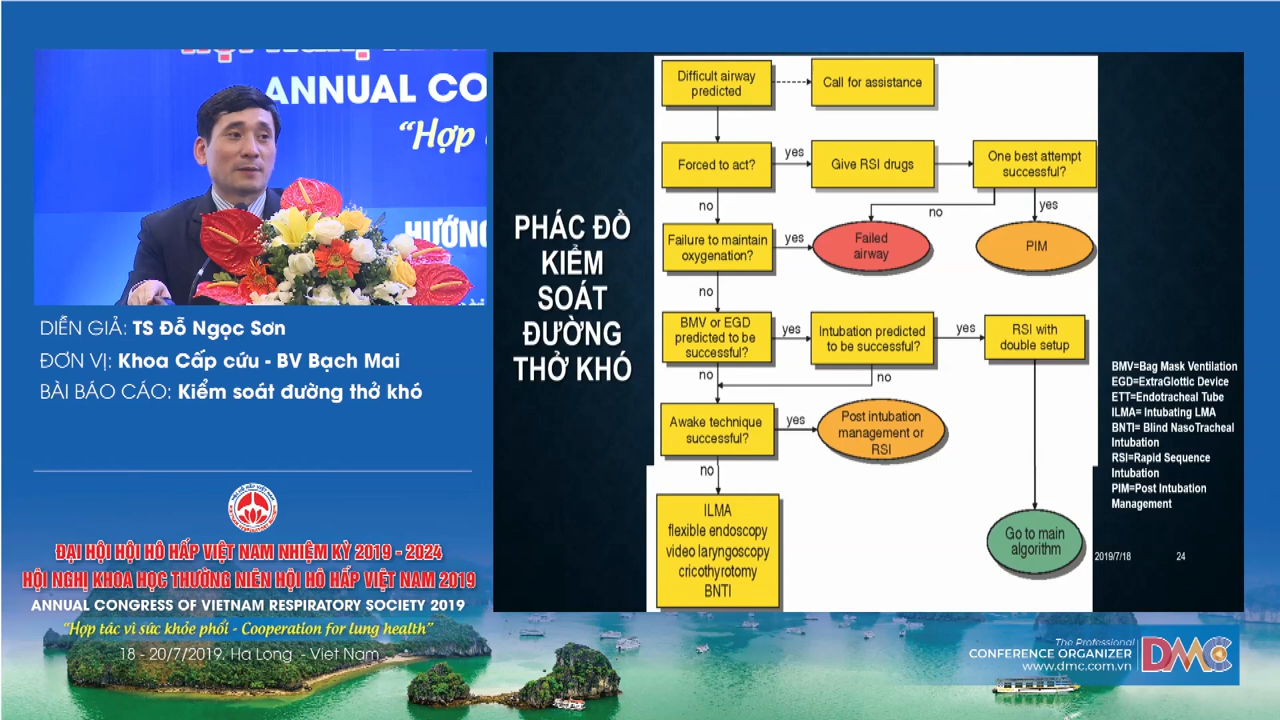 ANNUAL CO
“Hợp
HƯỚNG
DIỄN GIẢ: TS Đỗ Ngọc Sơn
ĐƠN VỊ: Khoa Cấp cứu - BV Bạch Mai
BÀI BÁO CÁO: Kiểm soát đường thở khó
ĐẠI HỘI HỘI HÔ HẤP VIỆT NAM NHIỆM KỲ 2019 - 2024
HỘI NGHỊ KHOA HỌC THƯỜNG NIÊN HỘI HÔ HẤP VIỆT NAM 2019
ANNUAL CONGRESS OF VIETNAM RESPIRATORY SOCIETY 2019
“Hợp tác vì sức khỏe phổi - Cooperation for lung health”
18 - 20/7/2019. Ha Long - Viet Nam
PHÁC ĐỒ
KIỂM
SOÁT
ĐƯỜNG
THỞ KHÓ
Difficult airway
predicted
Call for assistance
Forced to act?
yes
Give RSI drugs
One best attempt
successful?
no
no
yes
Failure to maintain
oxygenation?
yes
Failed
airway
PIM
no
BMV or EGD
predicted to be
successful?
yes
Intubation predicted
to be successful?
yes
RSI with
double setup
no
no
Awake technique
successful?
yes
Post intubation
management or
RSI
no
ILMA
flexible endoscopy
video laryngoscopy
cricothyrotomy
BNTI
Go to main
algorithm
BMV=Bag Mask Ventilation
EGD=ExtraGlottic Device
ETT=Endotracheal Tube
ILMA= Intubating LMA
BNTI= Blind NasoTracheal
Intubation
RSI=Rapid Sequence
Intubation
PIM=Post Intubation
Management
2019/7/18 24
The Professional
CONFERENCE ORGANIZER
www.dmc.com.vn
DMC